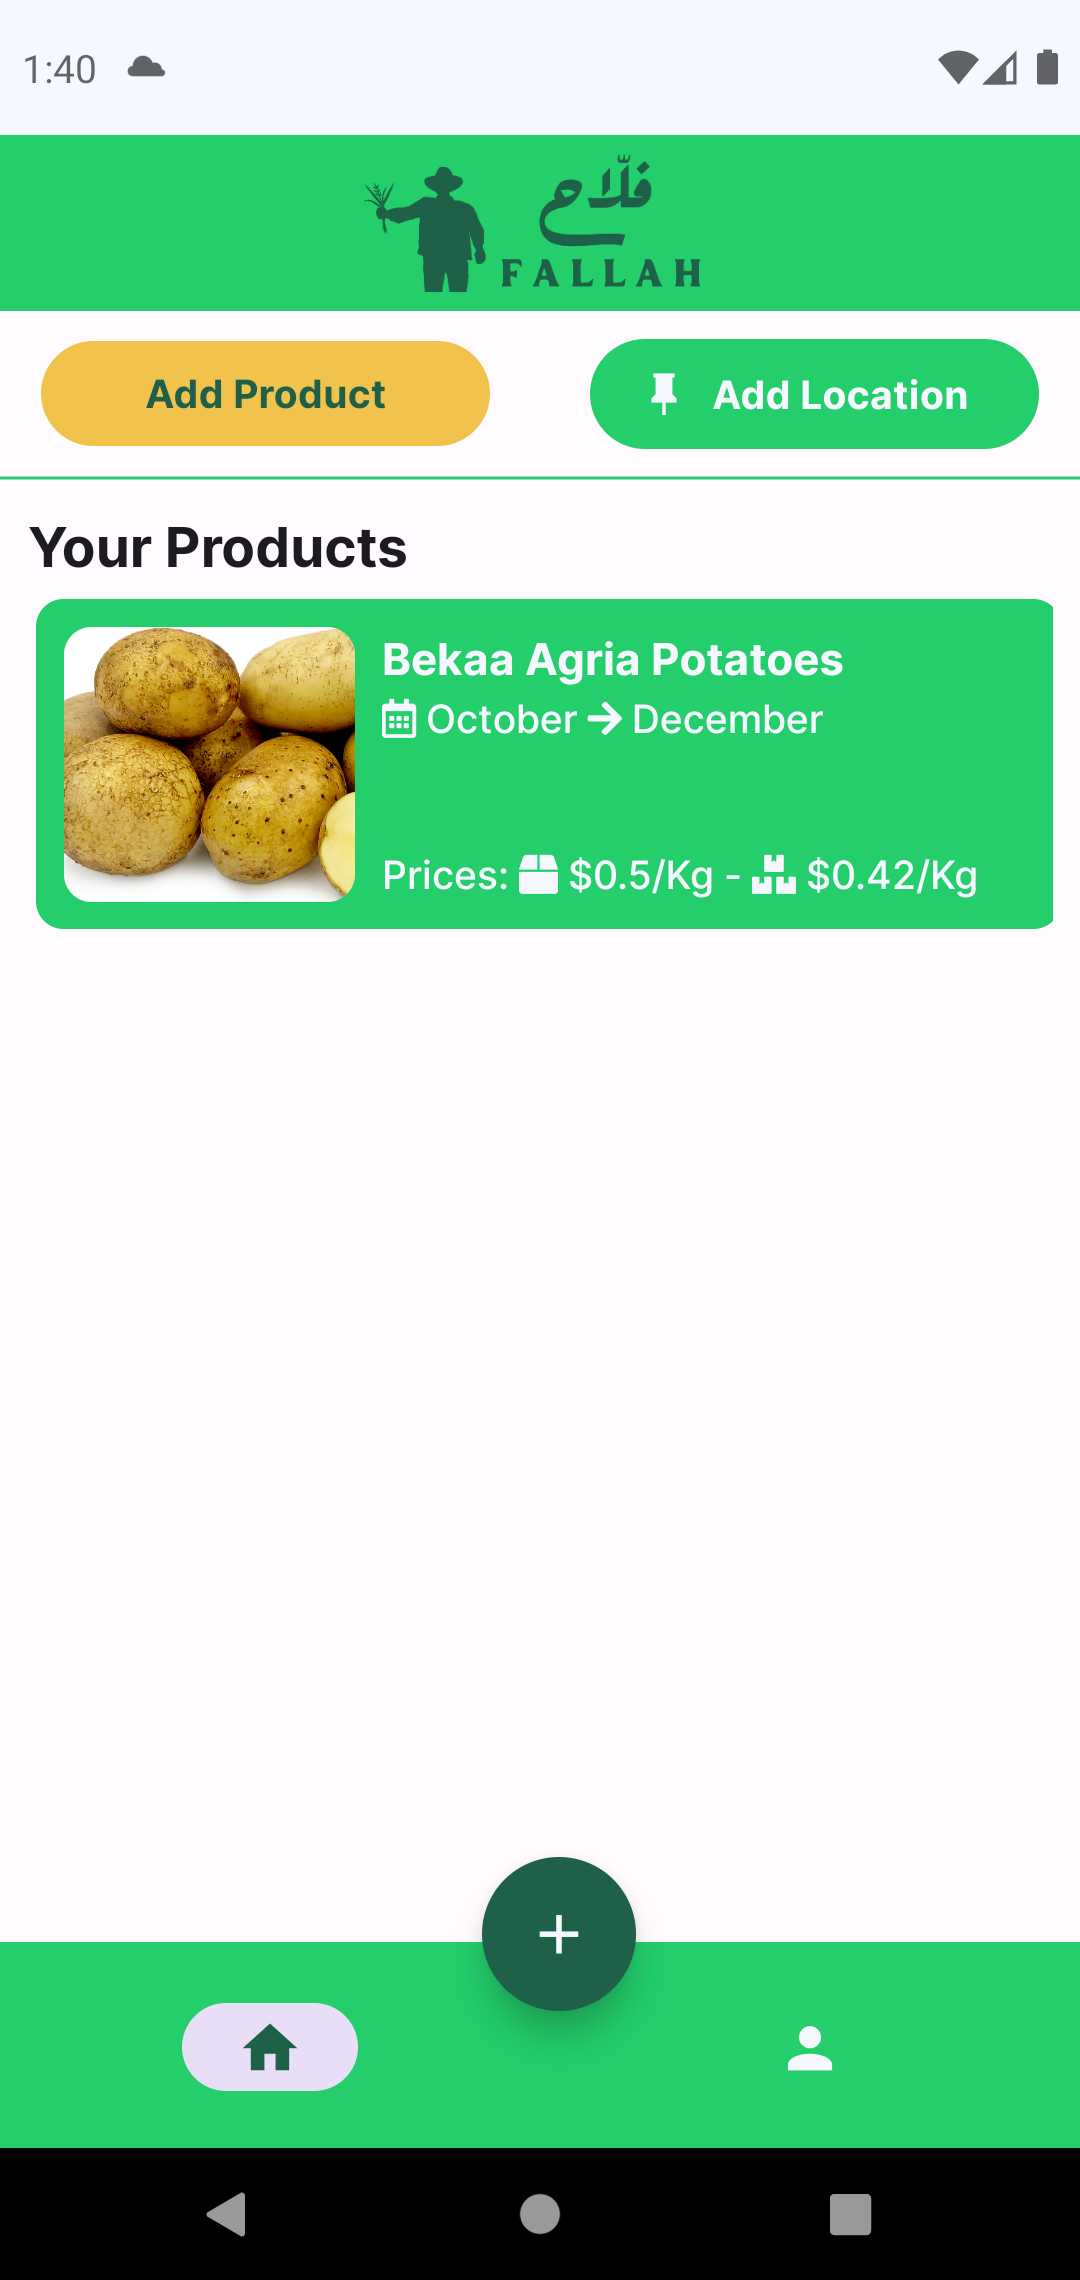 1:40
فلّاح
FALLAH
Add Product
Add Location
Your Products
Bekaa Agria Potatoes
October → December
Prices: $0.5/Kg - $0.42/Kg